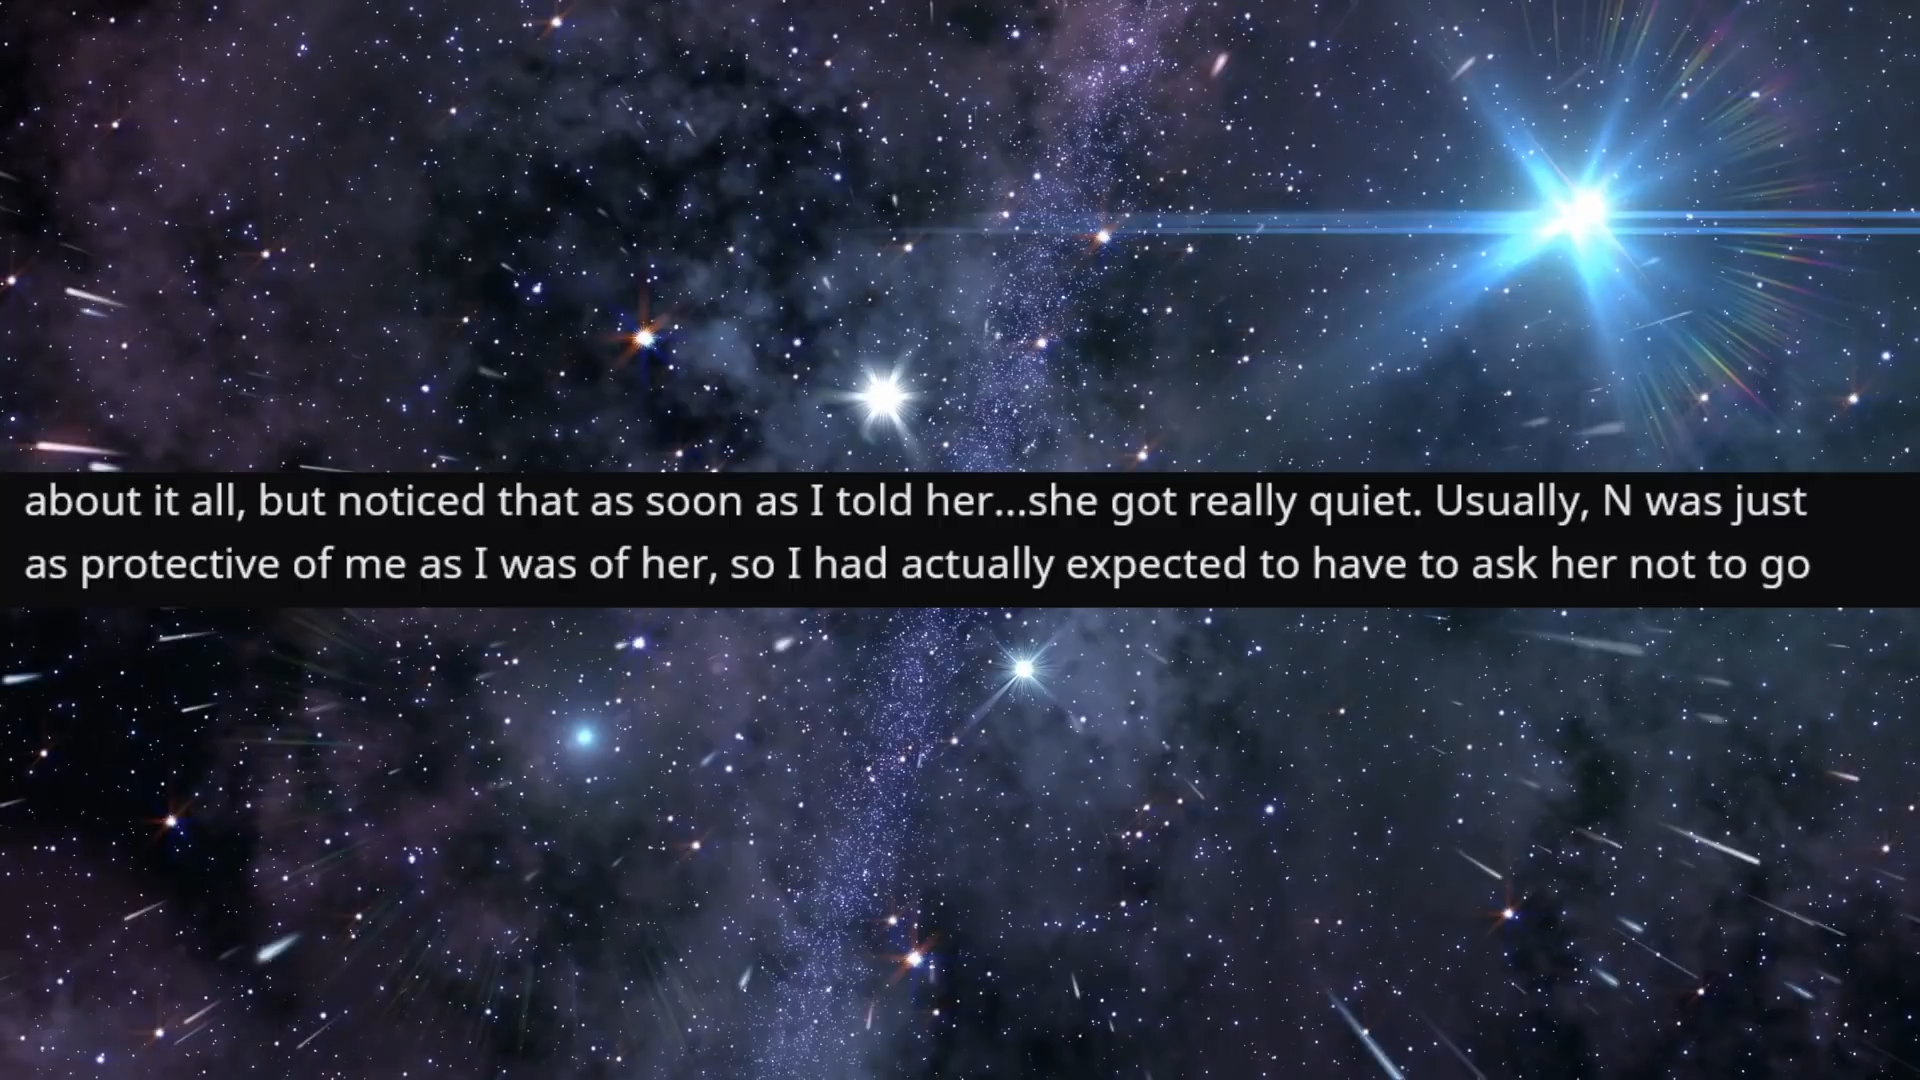 about it all, but noticed that as soon as I told her...she got really quiet. Usually, N was just
as protective of me as I was of her, so I had actually expected to have to ask her not to go